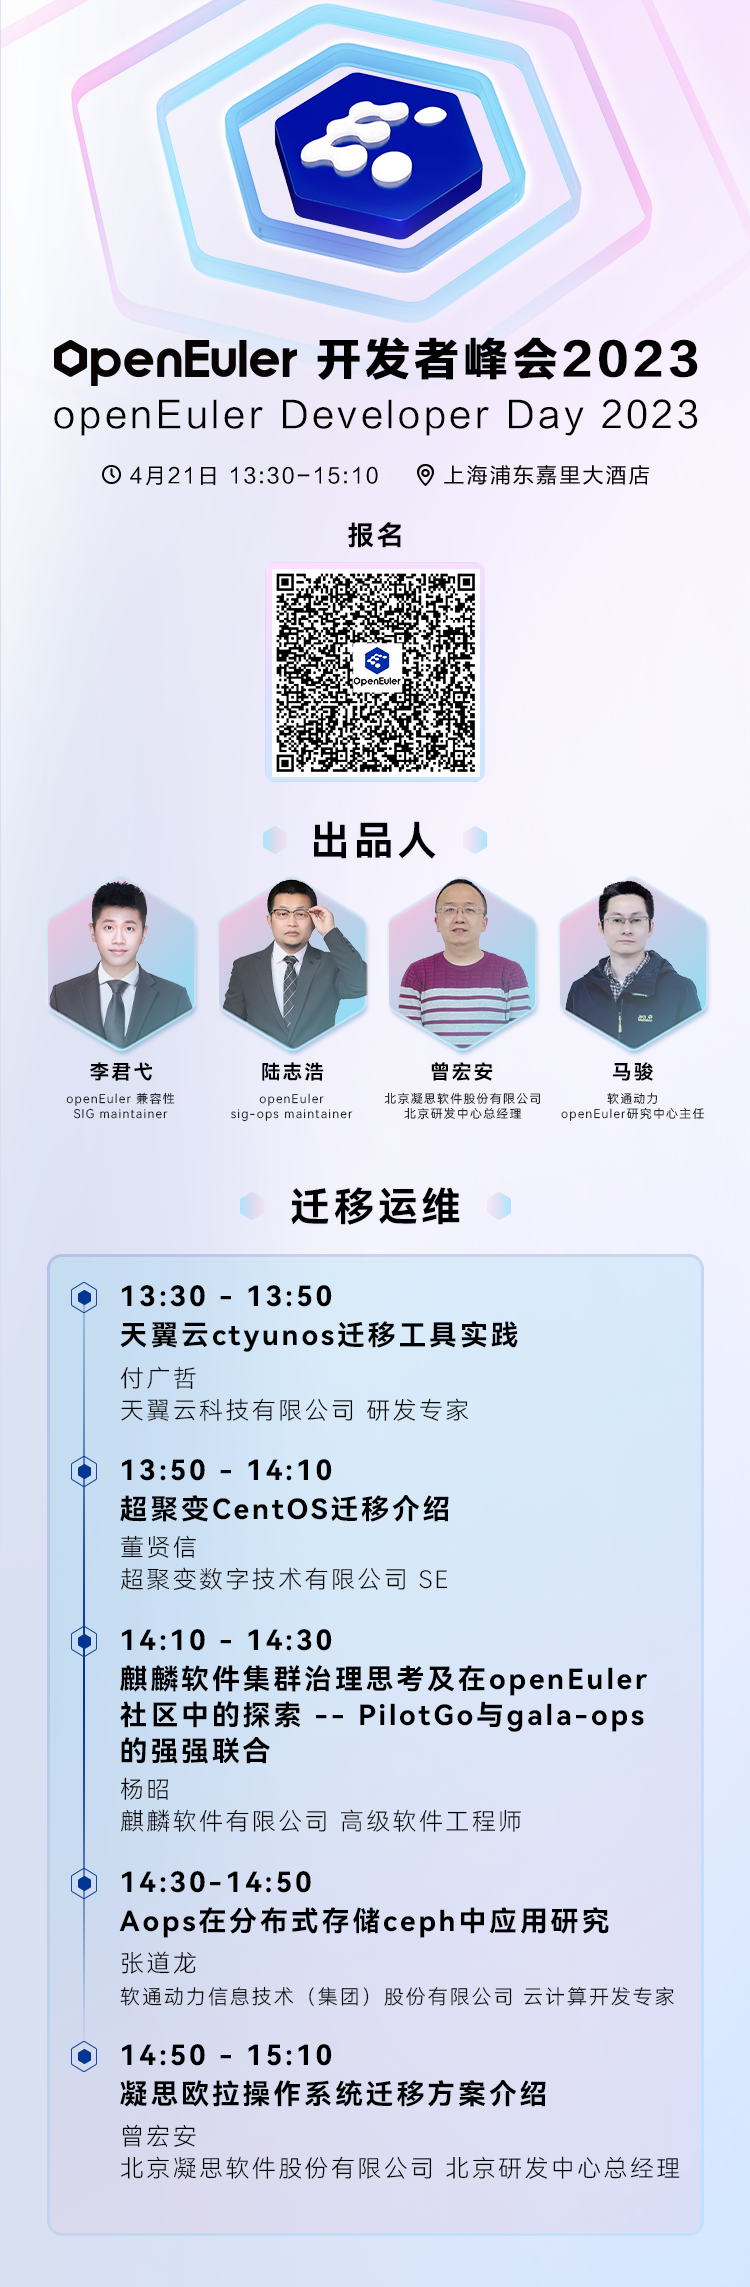 openEuler 开发者峰会2023
openEuler Developer Day 2023
4月21日 13:30-15:10 上海浦东嘉里大酒店
报名
openEuler
出品人
李君弋 陆志浩 曾宏安 马骏
openEuler 兼容性 openEuler 北京凝思软件股份有限公司 软通动力
SIG maintainer sig-ops maintainer 北京研发中心总经理 openEuler研究中心主任
迁移运维
13:30 - 13:50
天翼云ctyunos迁移工具实践
付广哲
天翼云科技有限公司 研发专家
13:50 - 14:10
超聚变CentOS迁移介绍
董贤信
超聚变数字技术有限公司 SE
14:10 - 14:30
麒麟软件集群治理思考及在openEuler
社区中的探索 -- PilotGo与gala-ops
的强强联合
杨昭
麒麟软件有限公司 高级软件工程师
14:30-14:50
Aops在分布式存储ceph中应用研究
张道龙
软通动力信息技术（集团）股份有限公司 云计算开发专家
14:50 - 15:10
凝思欧拉操作系统迁移方案介绍
曾宏安
北京凝思软件股份有限公司 北京研发中心总经理